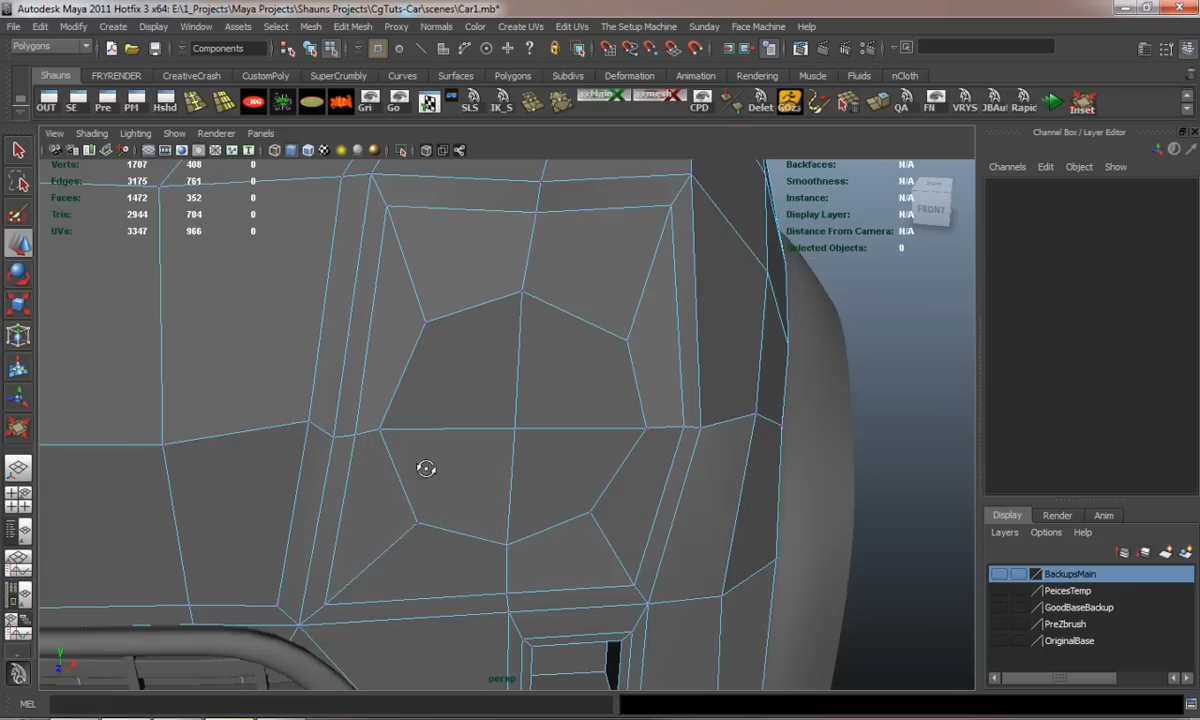 Autodesk Maya 2011 Hotfix 3 x64: E:\1_Projects\Maya Projects\Shauns Projects\CgTuts-Car\scenes\Car1.mb*
File Edit Modify Create Display Window Assets Select Mesh Edit Mesh Proxy Normals Color Create UVs Edit UVs The Setup Machine Sunday Face Machine Help
Polygons Components
Shauns FRYRENDER CreativeCrash CustomPoly SuperCrumbly Curves Surfaces Polygons Subdivs Deformation Animation Rendering Muscle Fluids nCloth
OUT SE Pre PM Hshd Gri Go SLS IK_S axMain axmesh CPD Delet GOz QA FN VRYS JBAu Rapic Inset
View Shading Lighting Show Renderer Panels
Channel Box / Layer Editor
Channels Edit Object Show
Verts: 1707 408 0
Edges: 3175 761 0
Faces: 1472 352 0
Tris: 2944 704 0
UVs: 3347 966 0
Backfaces: N/A
Smoothness: N/A
Instance: N/A
Display Layer: N/A
Distance From Camera: N/A
Selected Objects: 0
FRONT
y
z
x
persp
Display Render Anim
Layers Options Help
BackupsMain
PeicesTemp
GoodBaseBackup
PreZbrush
OriginalBase
MEL